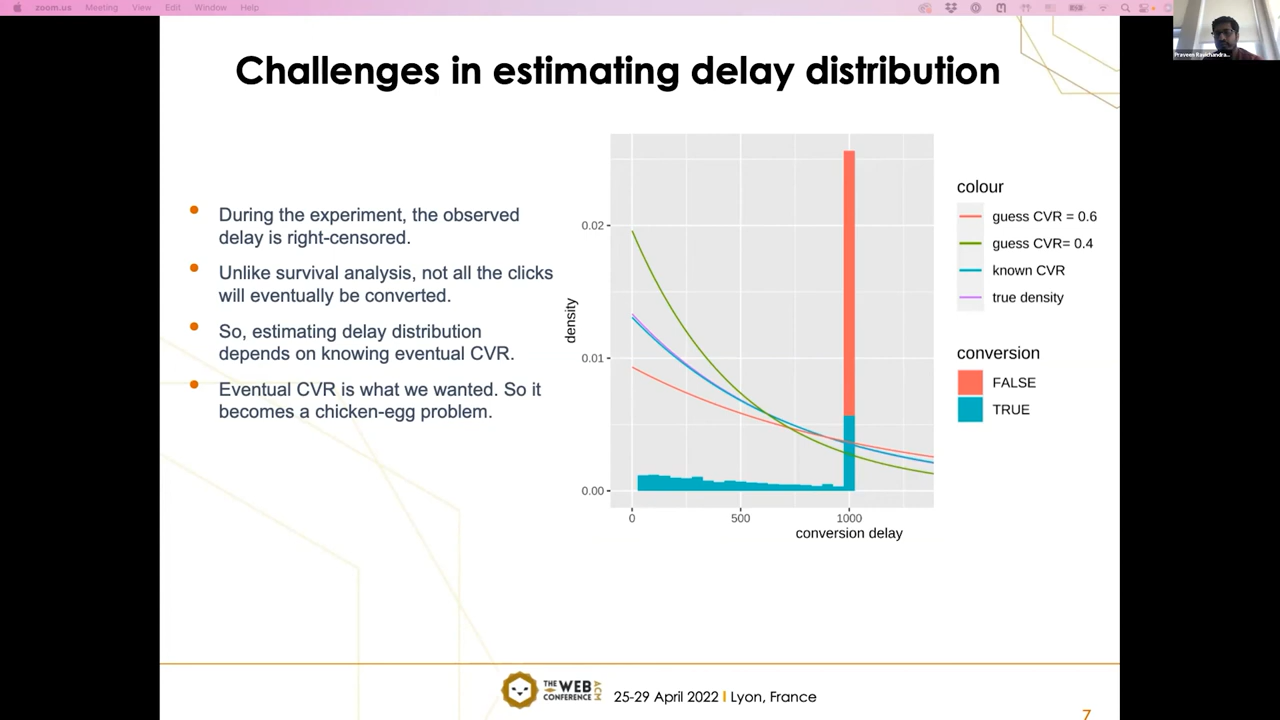 zoom.us Meeting View Edit Window Help
Challenges in estimating delay distribution
During the experiment, the observed
delay is right-censored.
Unlike survival analysis, not all the clicks
will eventually be converted.
So, estimating delay distribution
depends on knowing eventual CVR.
Eventual CVR is what we wanted. So it
becomes a chicken-egg problem.
density
0.02
0.01
0.00
0
500
1000
conversion delay
colour
guess CVR = 0.6
guess CVR= 0.4
known CVR
true density
conversion
FALSE
TRUE
THE WEB CONFERENCE ACM
25-29 April 2022 I Lyon, France
7